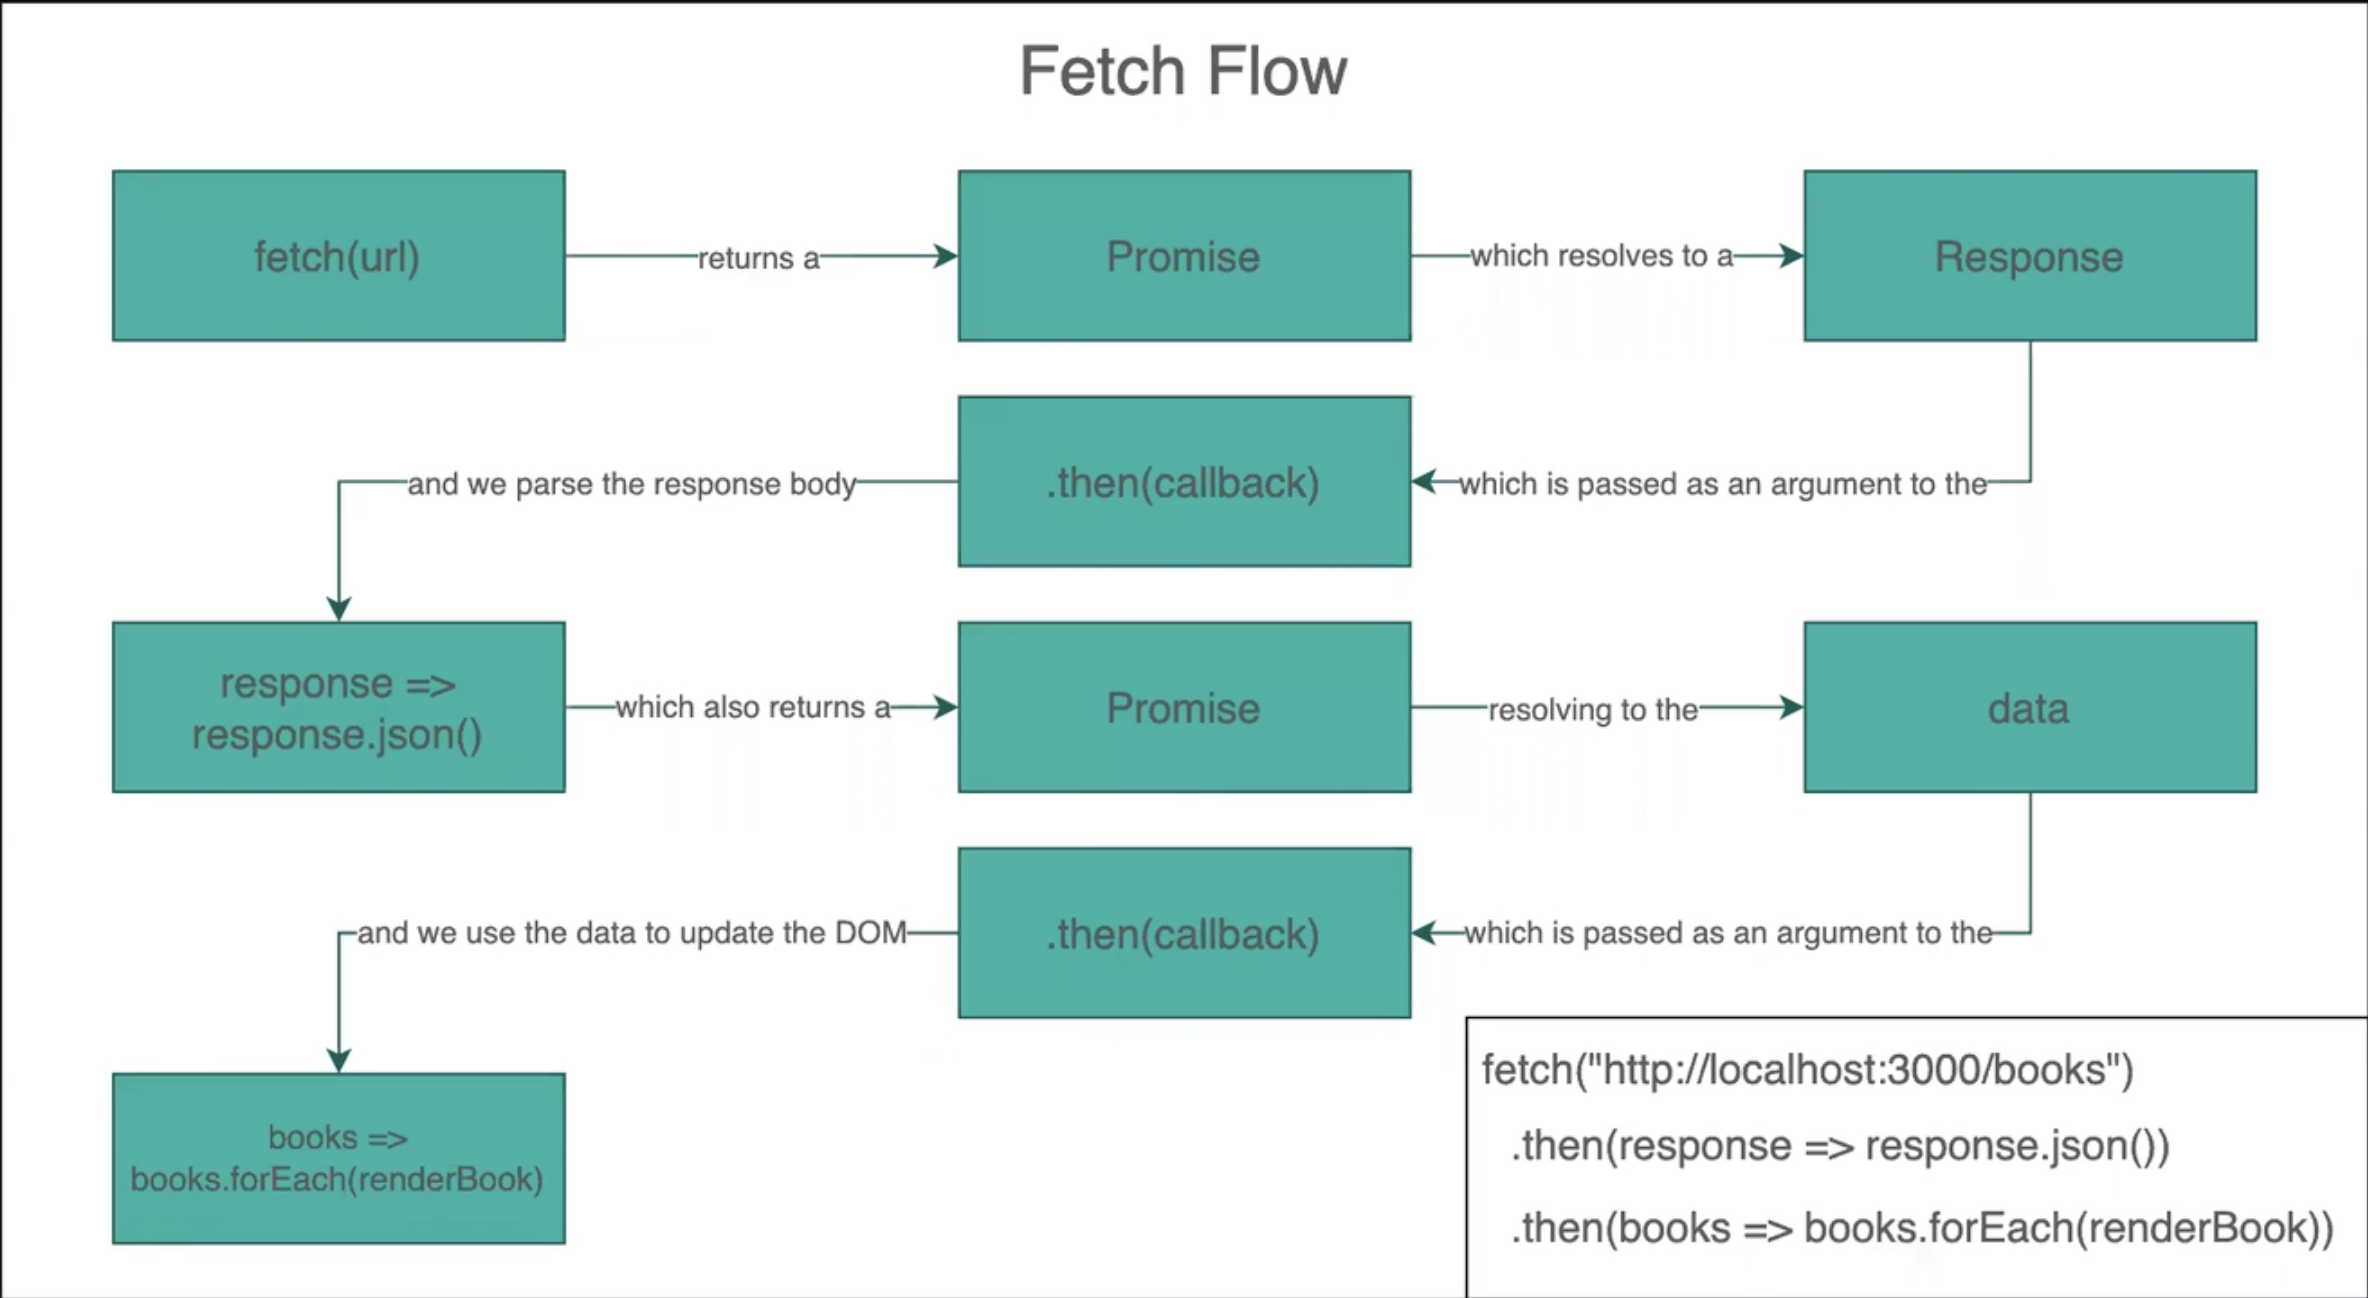 Fetch Flow
fetch(url)
returns a
Promise
which resolves to a
Response
which is passed as an argument to the
.then(callback)
and we parse the response body
response =>
response.json()
which also returns a
Promise
resolving to the
data
which is passed as an argument to the
.then(callback)
and we use the data to update the DOM
books =>
books.forEach(renderBook)
fetch("http://localhost:3000/books")
.then(response => response.json())
.then(books => books.forEach(renderBook))